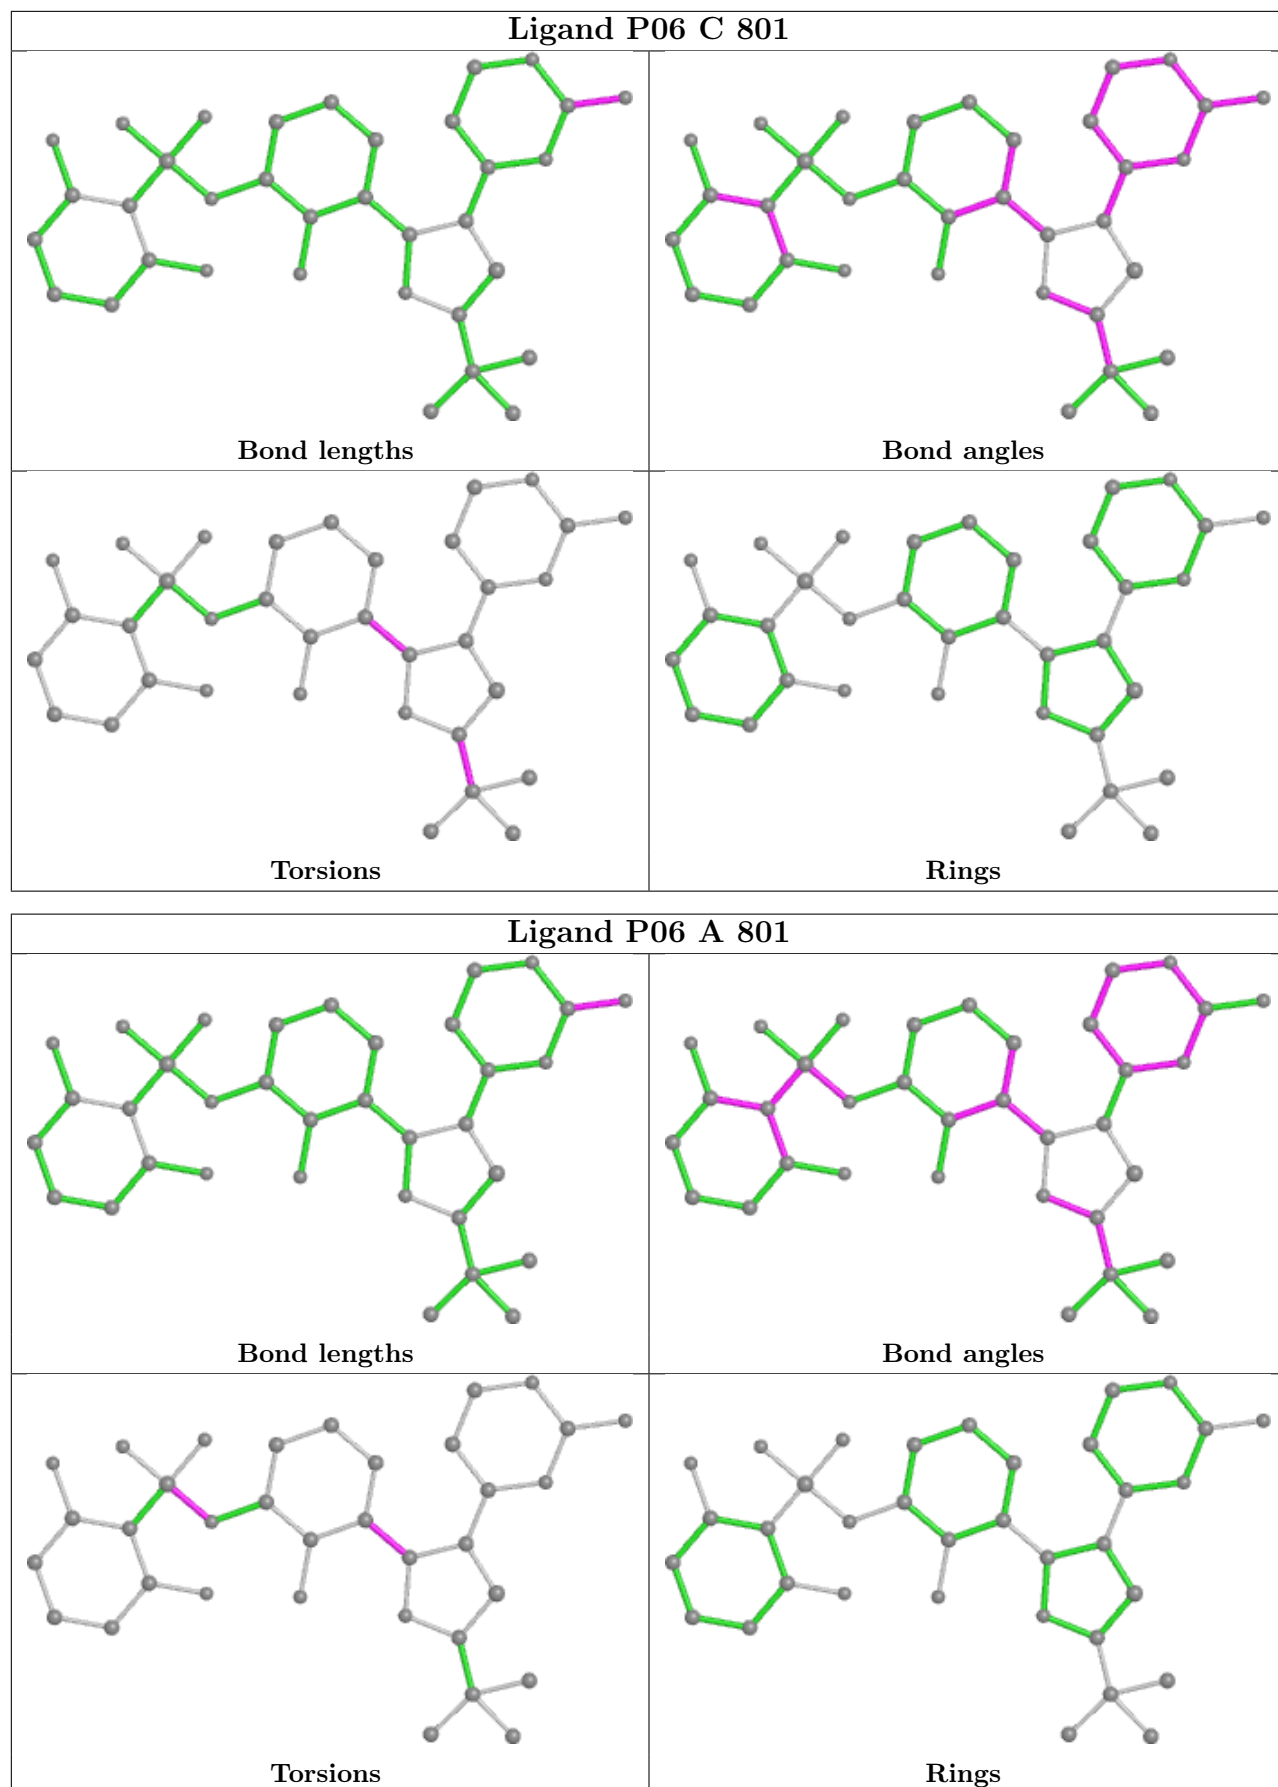 Ligand P06 C 801
Bond lengths
Bond angles
Torsions
Rings
Ligand P06 A 801
Bond lengths
Bond angles
Torsions
Rings